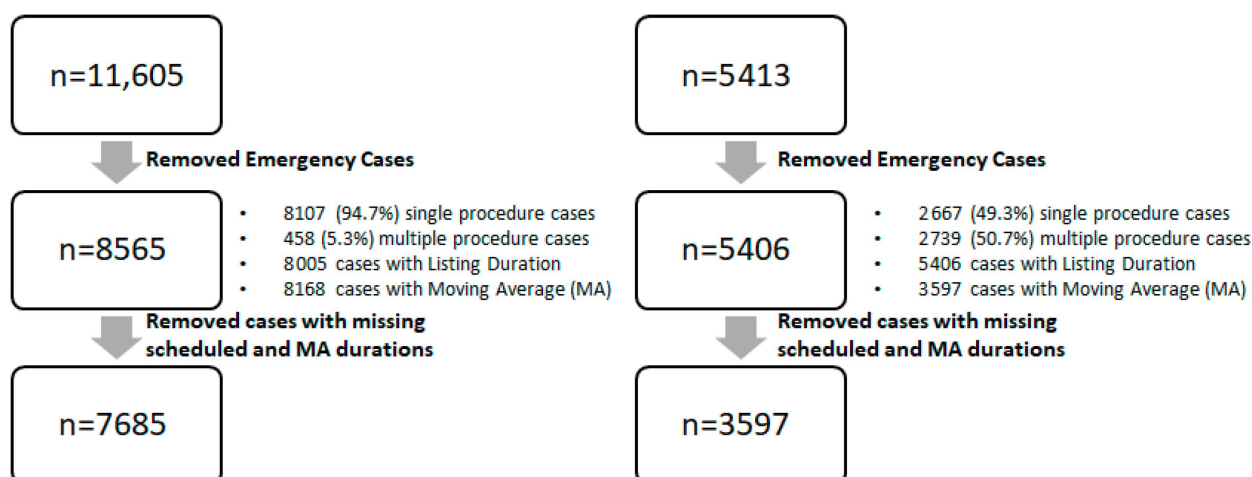 n=11,605
Removed Emergency Cases
n=8565
• 8107 (94.7%) single procedure cases
• 458 (5.3%) multiple procedure cases
• 8005 cases with Listing Duration
• 8168 cases with Moving Average (MA)
Removed cases with missing
scheduled and MA durations
n=7685
n=5413
Removed Emergency Cases
n=5406
• 2667 (49.3%) single procedure cases
• 2739 (50.7%) multiple procedure cases
• 5406 cases with Listing Duration
• 3597 cases with Moving Average (MA)
Removed cases with missing
scheduled and MA durations
n=3597